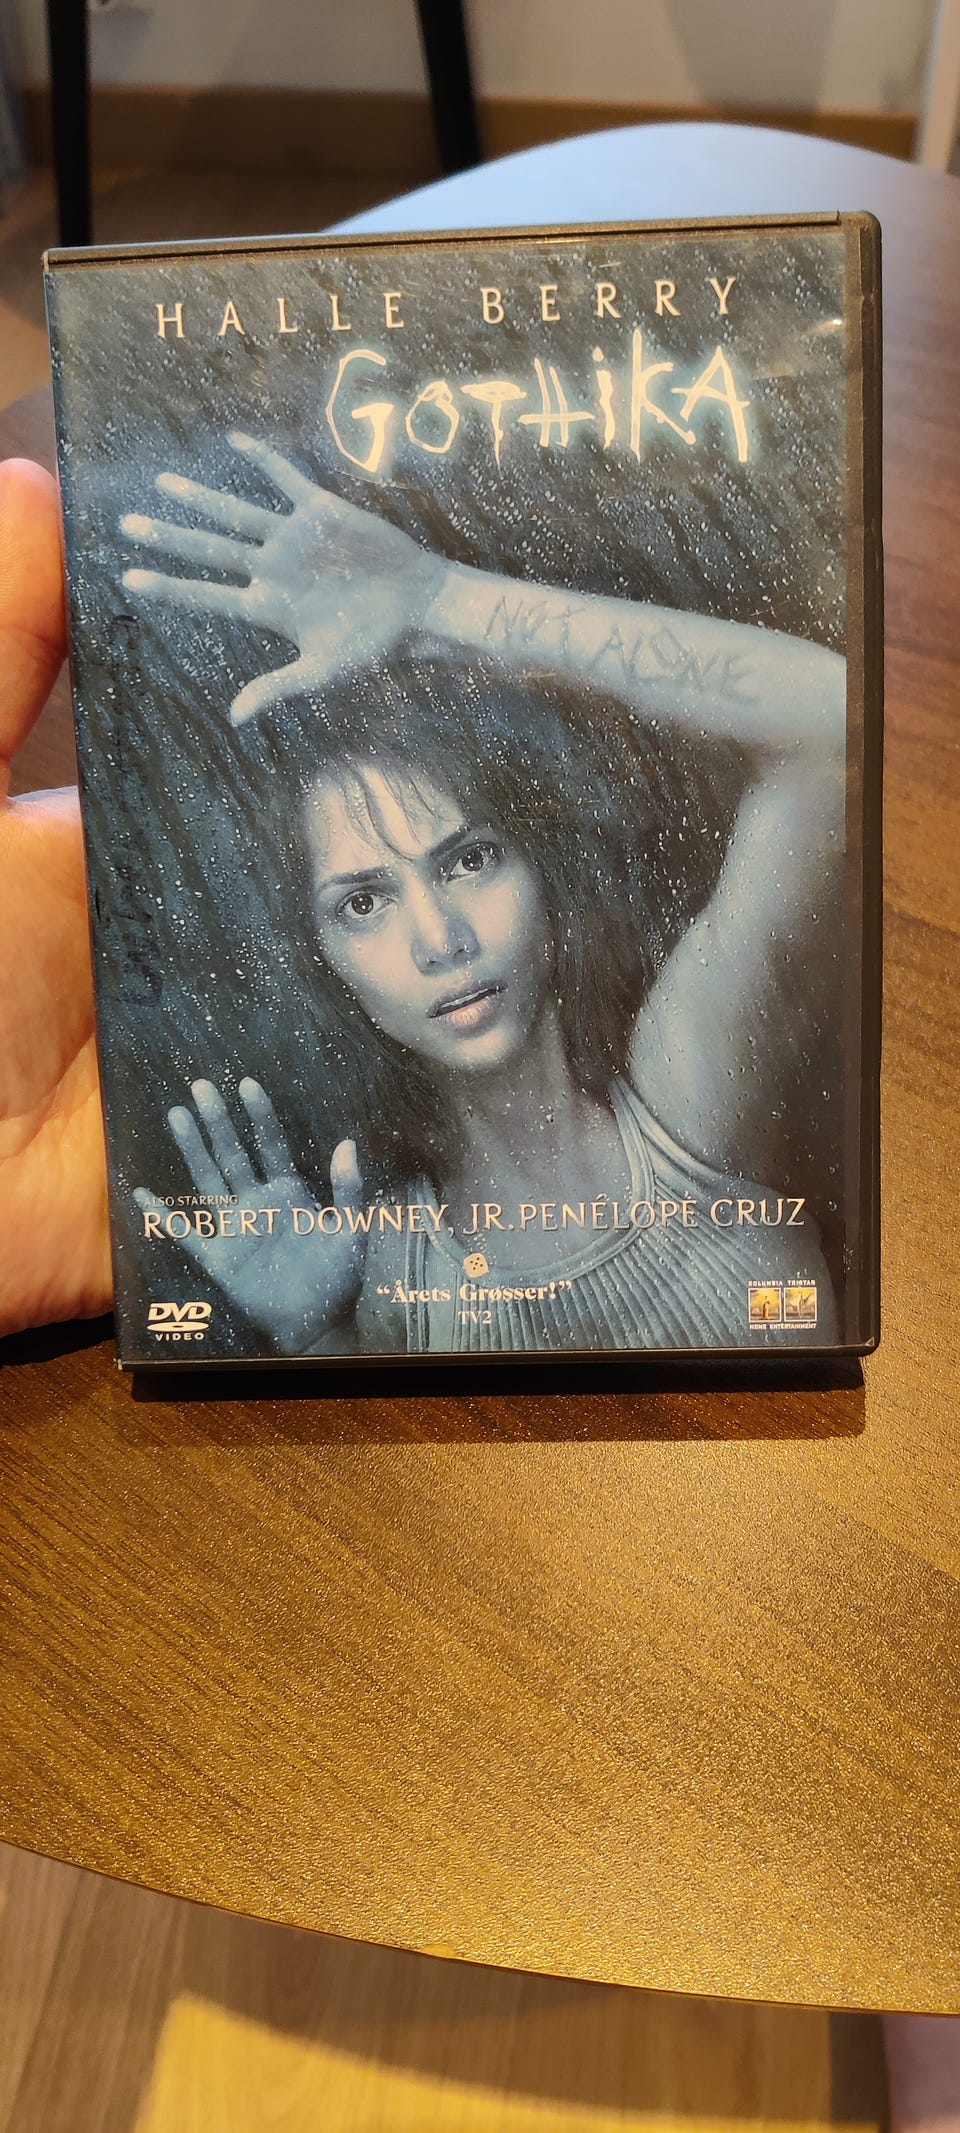 HALLE BERRY
GOTHIKA
NOT ALONE
ALSO STARRING
ROBERT DOWNEY, JR. PENÉLOPE CRUZ
"Årets Grøsser!"
TV2
DVD
VIDEO
COLUMBIA TRISTAR
HOME ENTERTAINMENT